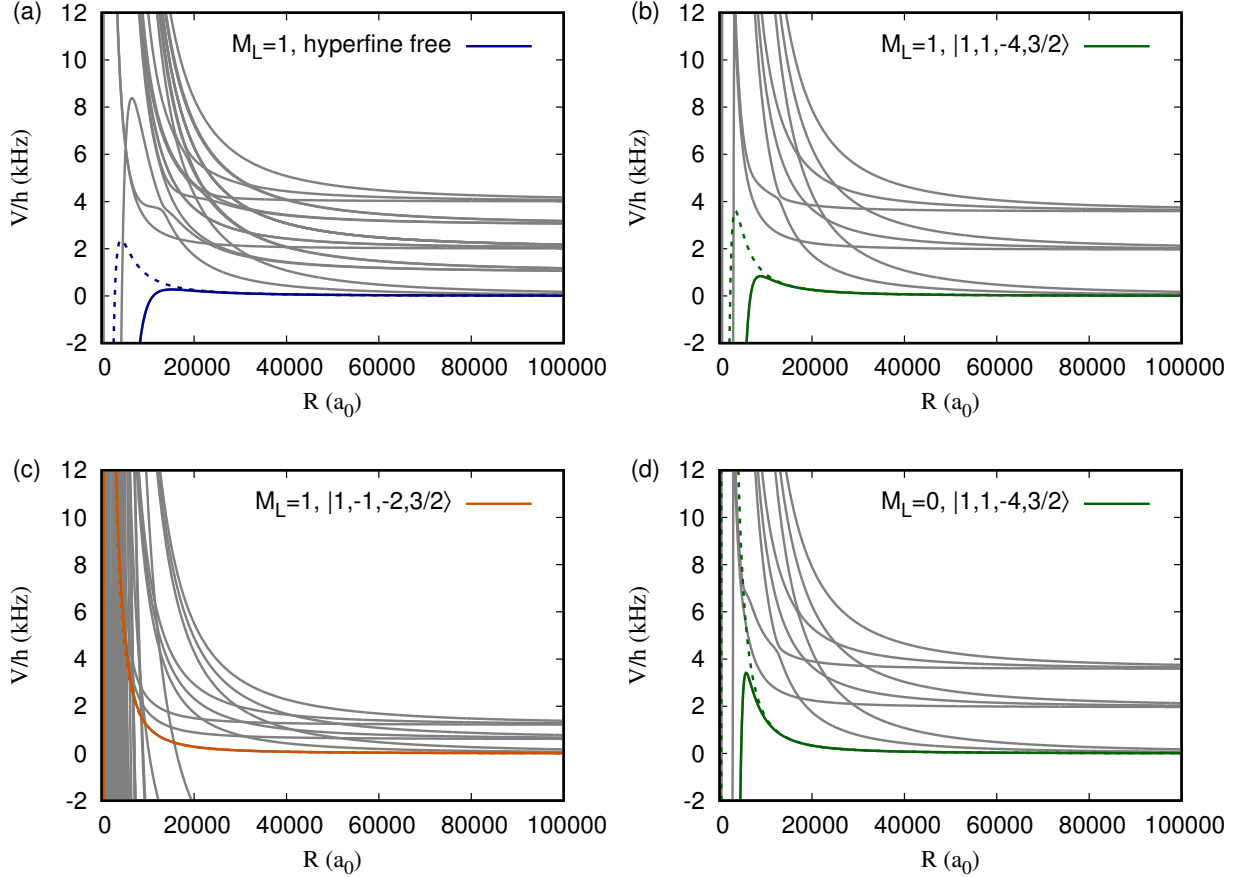 (a)
M_L=1, hyperfine free
12
10
8
6
4
2
0
-2
V/h (kHz)
0 20000 40000 60000 80000 100000
R (a_0)
(b)
M_L=1, |1,1,-4,3/2⟩
12
10
8
6
4
2
0
-2
V/h (kHz)
0 20000 40000 60000 80000 100000
R (a_0)
(c)
M_L=1, |1,-1,-2,3/2⟩
12
10
8
6
4
2
0
-2
V/h (kHz)
0 20000 40000 60000 80000 100000
R (a_0)
(d)
M_L=0, |1,1,-4,3/2⟩
12
10
8
6
4
2
0
-2
V/h (kHz)
0 20000 40000 60000 80000 100000
R (a_0)